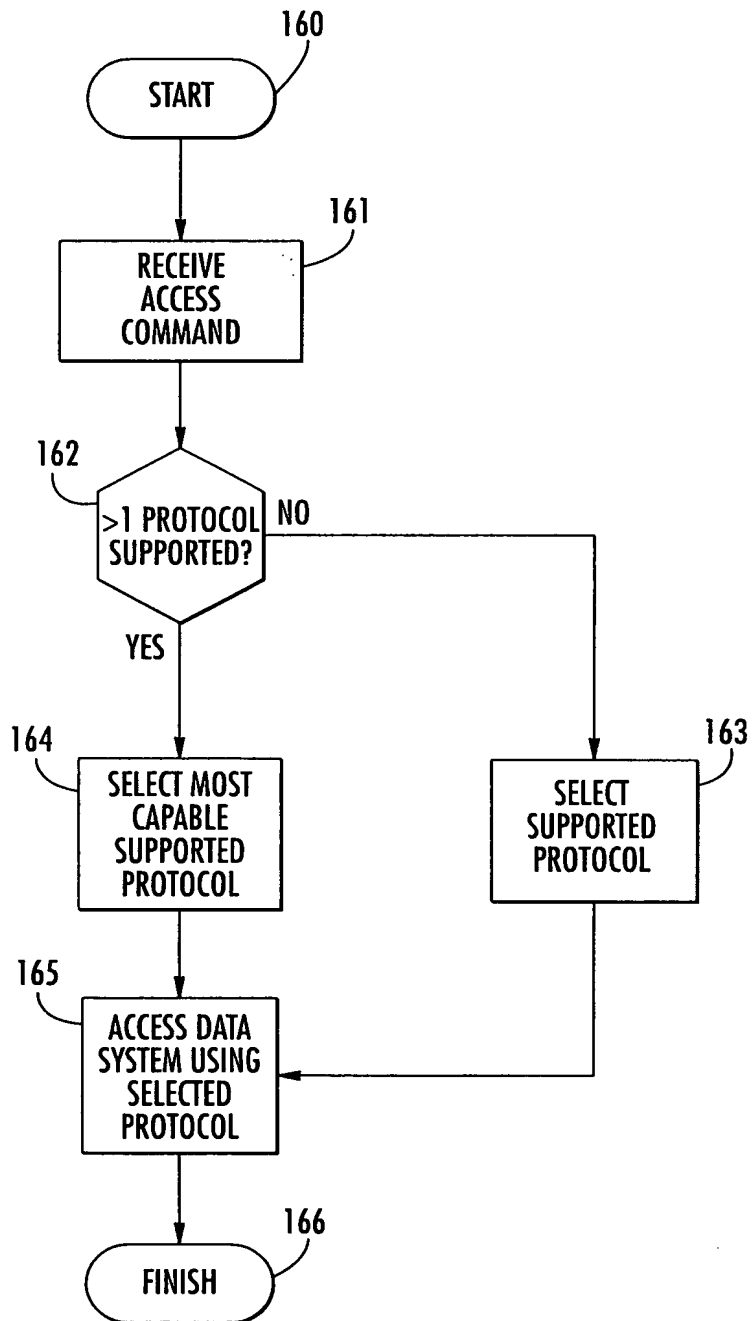 160
START
161
RECEIVE
ACCESS
COMMAND
162
>1 PROTOCOL
SUPPORTED?
NO
YES
164
SELECT MOST
CAPABLE
SUPPORTED
PROTOCOL
163
SELECT
SUPPORTED
PROTOCOL
165
ACCESS DATA
SYSTEM USING
SELECTED
PROTOCOL
166
FINISH